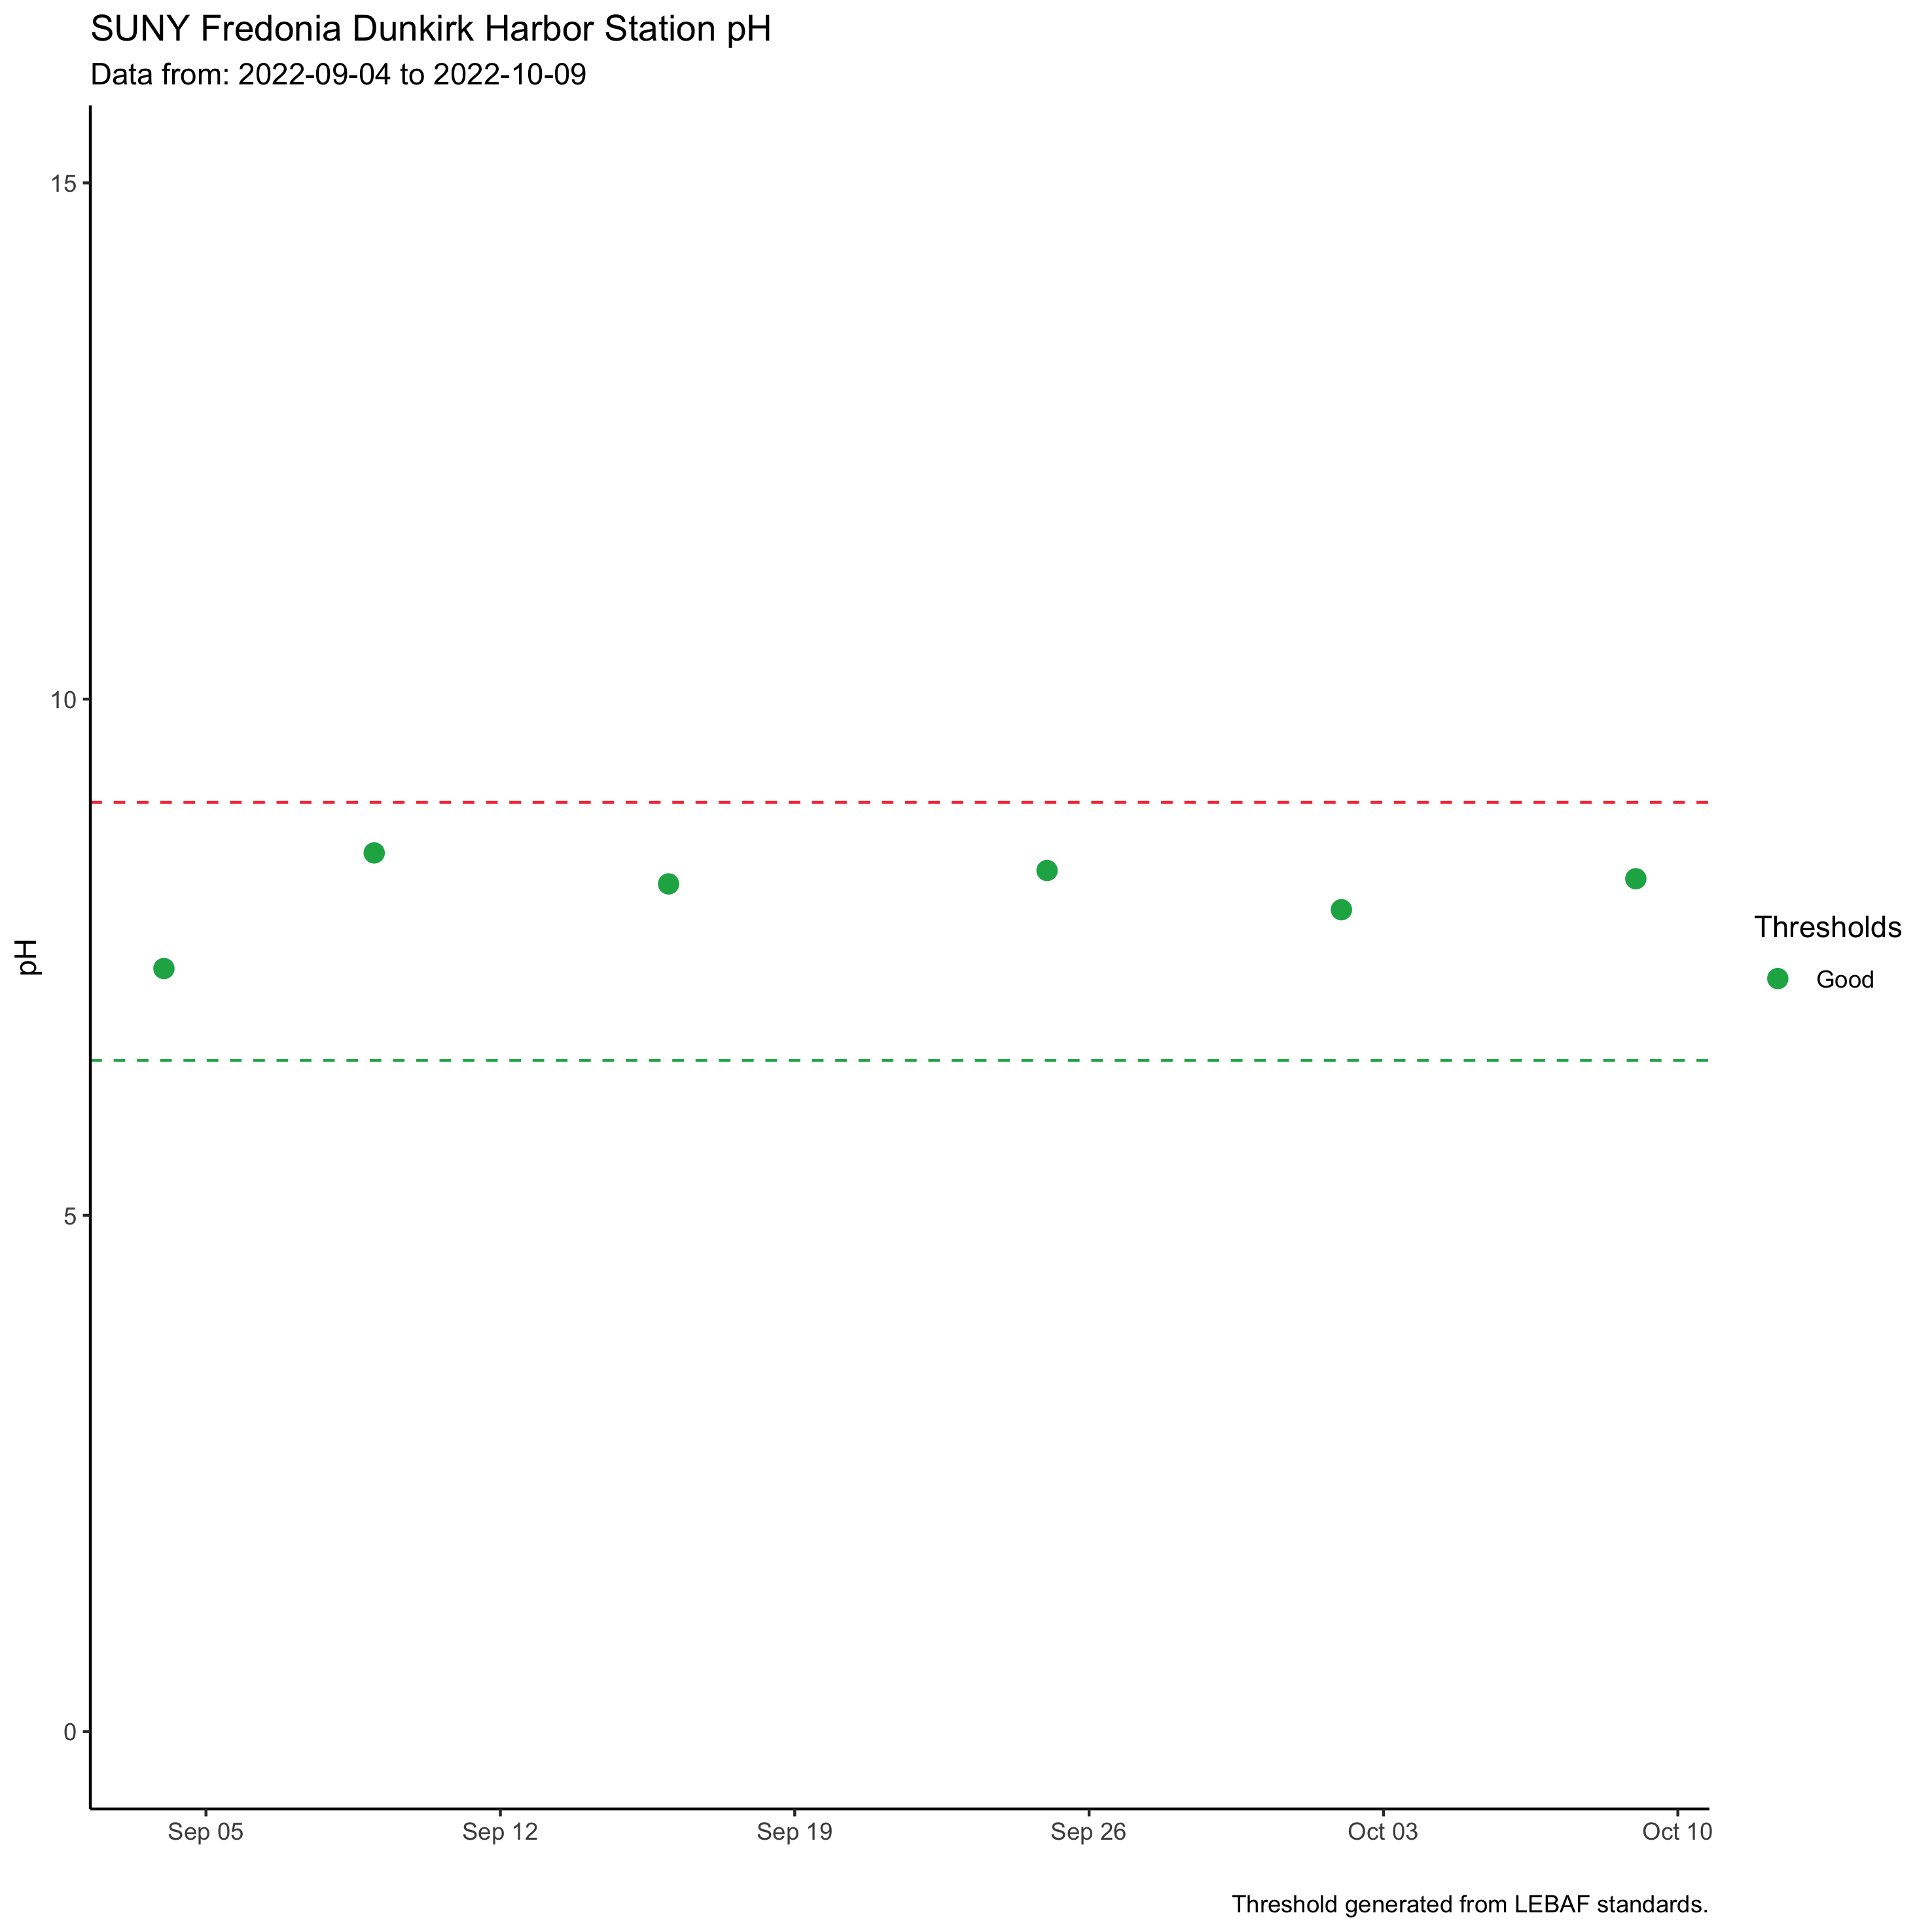 SUNY Fredonia Dunkirk Harbor Station pH
Data from: 2022-09-04 to 2022-10-09
15
10
5
0
pH
Sep 05
Sep 12
Sep 19
Sep 26
Oct 03
Oct 10
Thresholds
Good
Threshold generated from LEBAF standards.